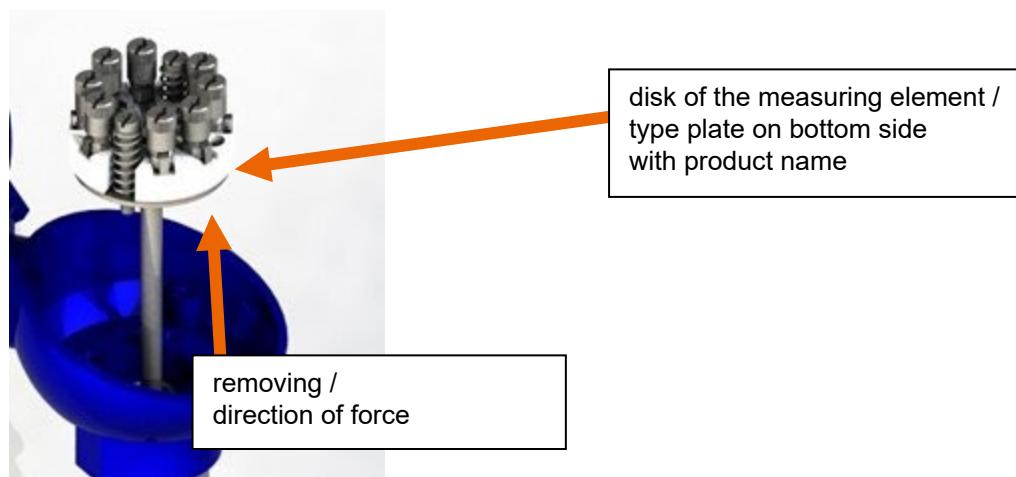 disk of the measuring element /
type plate on bottom side
with product name
removing /
direction of force